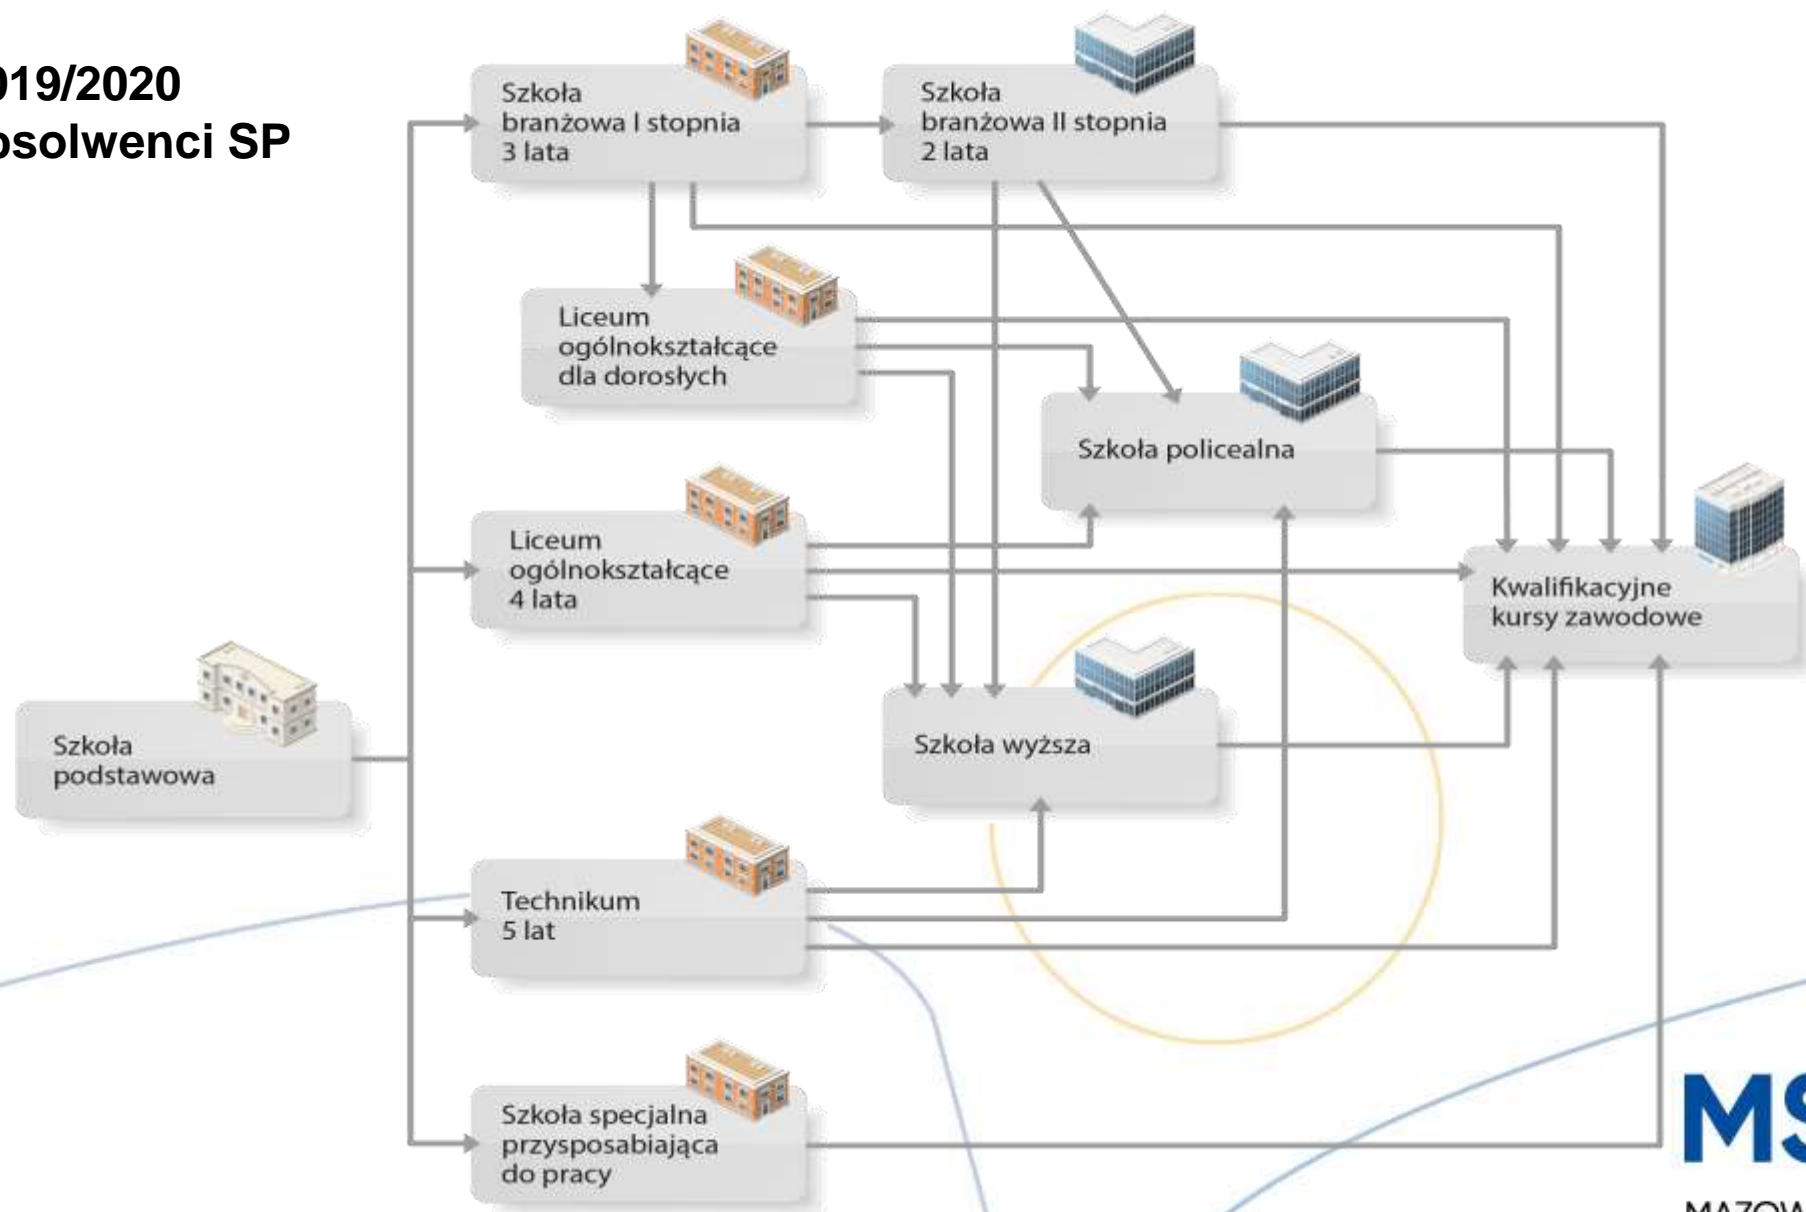 019/2020
bsolwenci SP
Szkoła
branżowa I stopnia
3 lata
Szkoła
branżowa II stopnia
2 lata
Liceum
ogólnokształcące
dla dorosłych
Szkoła policealna
Liceum
ogólnokształcące
4 lata
Kwalifikacyjne
kursy zawodowe
Szkoła
podstawowa
Szkoła wyższa
Technikum
5 lat
Szkoła specjalna
przysposabiająca
do pracy
MS
MAZOW